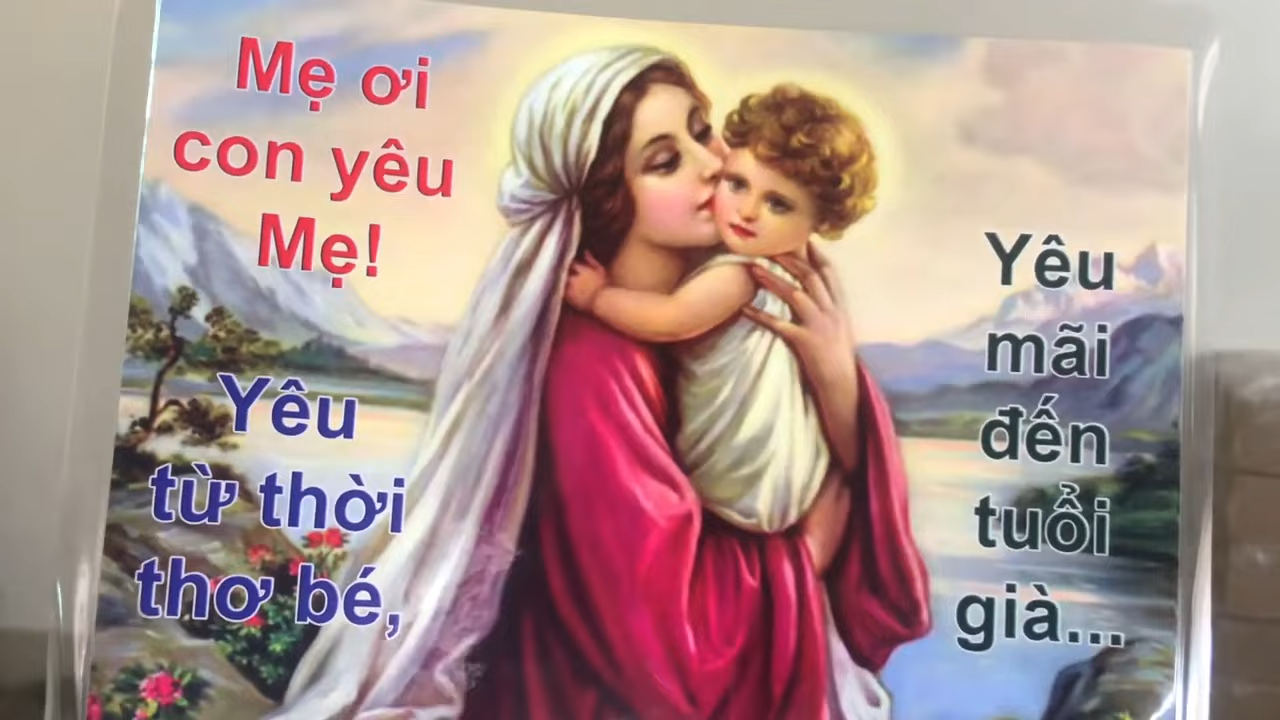 Mẹ ơi
con yêu
Mẹ!
Yêu
từ thời
thơ bé,
Yêu
mãi
đến
tuổi
già...